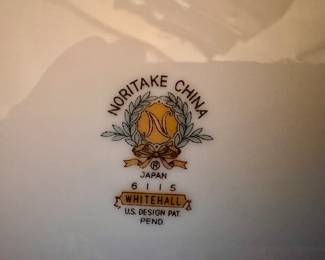 NORITAKE CHINA
N
®
JAPAN
6115
WHITEHALL
U.S. DESIGN PAT.
PEND.